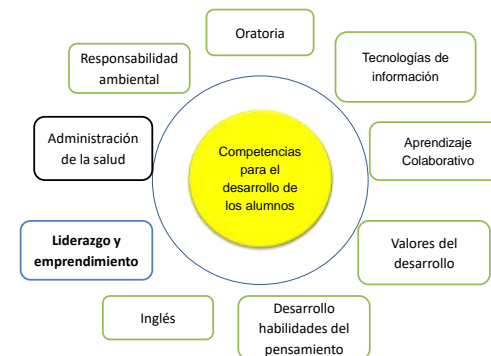 Oratoria
Tecnologías de
información
Responsabilidad
ambiental
Administración
de la salud
Competencias
para el
desarrollo de
los alumnos
Aprendizaje
Colaborativo
Liderazgo y
emprendimiento
Valores del
desarrollo
Inglés
Desarrollo
habilidades del
pensamiento